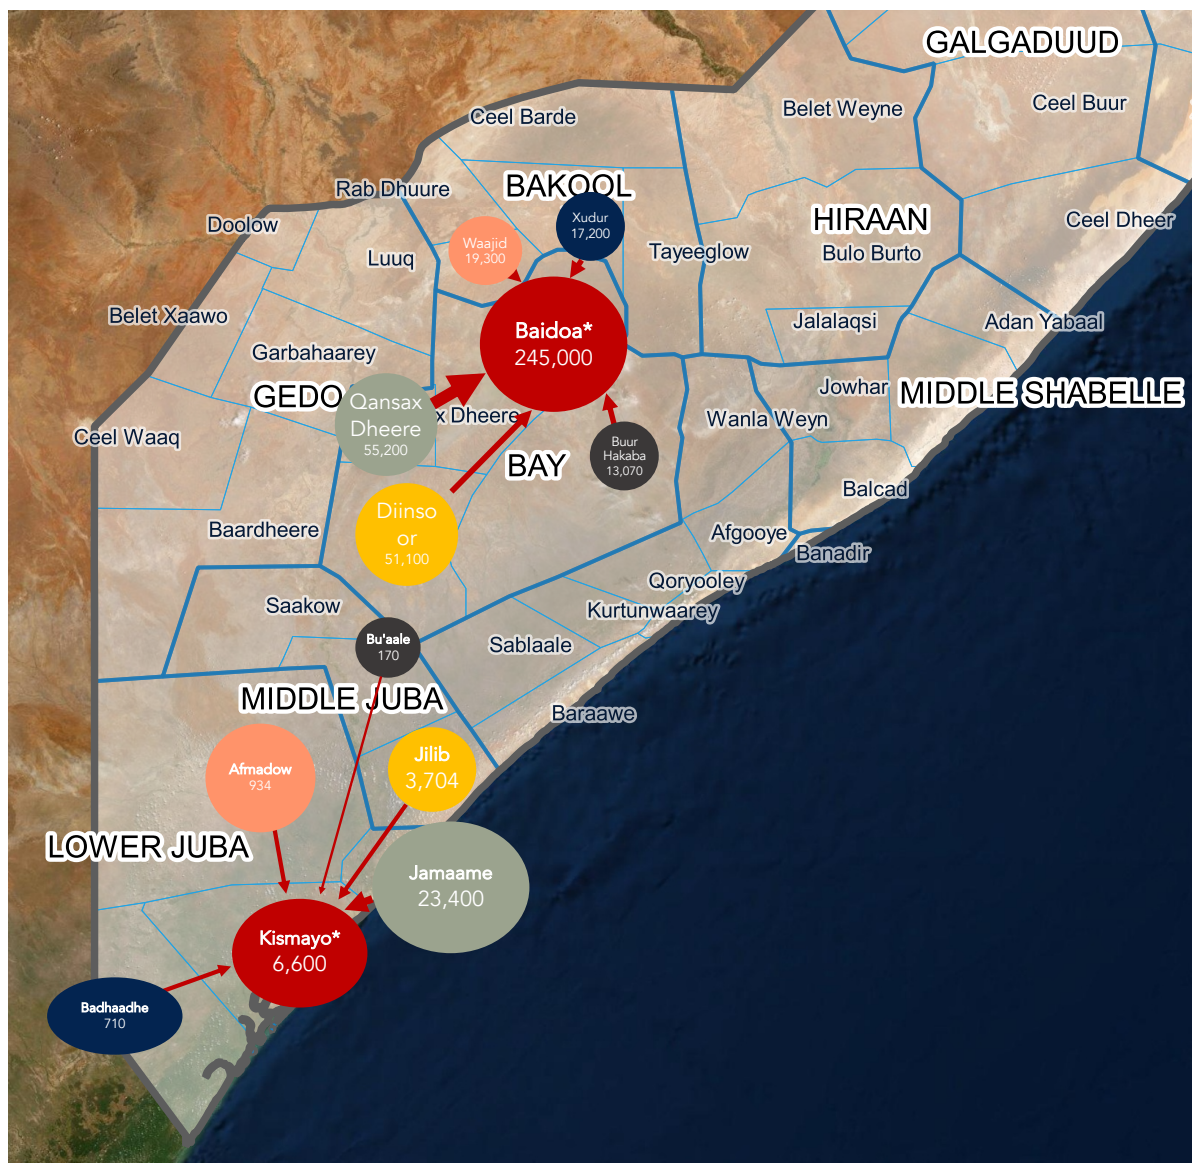 GALGADUUD
Ceel Buur
Belet Weyne
Ceel Barde
Rab Dhuure
BAKOOL
Xudur
17,200
HIRAAN
Ceel Dheer
Doolow
Waajid
19,300
Luuq
Tayeeglow
Bulo Burto
Belet Xaawo
Jalalaqsi
Adan Yabaal
Baidoa*
245,000
Garbahaarey
GEDO
Qansax
Dheere
55,200
x Dheere
Jowhar
MIDDLE SHABELLE
Wanla Weyn
Ceel Waaq
Buur
Hakaba
13,070
BAY
Balcad
Diinso
or
51,100
Baardheere
Afgooye
Banadir
Qoryooley
Kurtunwaarey
Saakow
Bu'aale
170
Sablaale
MIDDLE JUBA
Baraawe
Afmadow
934
Jilib
3,704
LOWER JUBA
Jamaame
23,400
Kismayo*
6,600
Badhaadhe
710